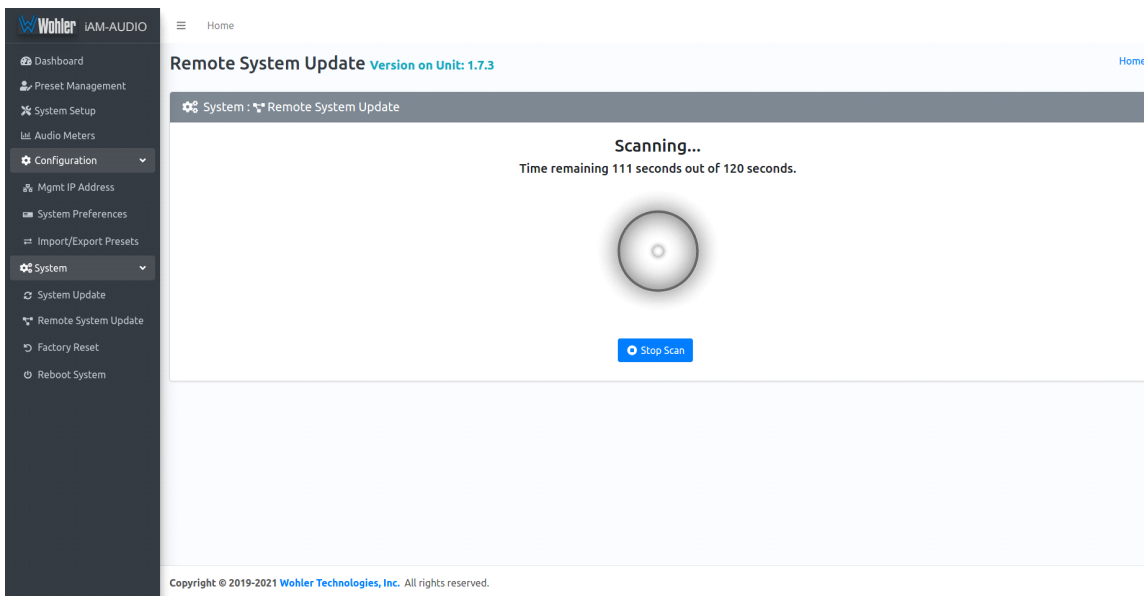 Wohler iAM-AUDIO
Home
Dashboard
Preset Management
System Setup
Audio Meters
Configuration
Mgmt IP Address
System Preferences
Import/Export Presets
System
System Update
Remote System Update
Factory Reset
Reboot System
Remote System Update Version on Unit: 1.7.3
Home
System : Remote System Update
Scanning...
Time remaining 111 seconds out of 120 seconds.
Stop Scan
Copyright © 2019-2021 Wohler Technologies, Inc. All rights reserved.